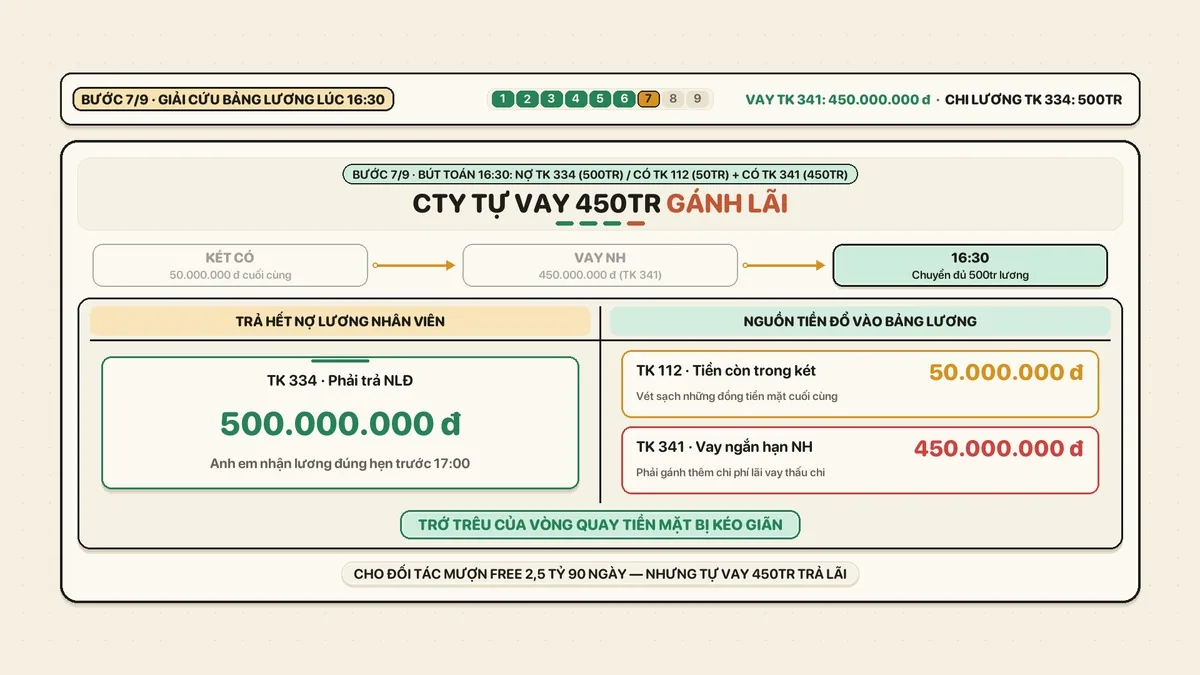 BƯỚC 7/9 · GIẢI CỨU BẢNG LƯƠNG LÚC 16:30
1 2 3 4 5 6 7 8 9
VAY TK 341: 450.000.000 đ · CHI LƯƠNG TK 334: 500TR
BƯỚC 7/9 · BÚT TOÁN 16:30: NỢ TK 334 (500TR) / CÓ TK 112 (50TR) + CÓ TK 341 (450TR)
CTY TỰ VAY 450TR GÁNH LÃI
KÉT CÓ
50.000.000 đ cuối cùng
VAY NH
450.000.000 đ (TK 341)
16:30
Chuyển đủ 500tr lương
TRẢ HẾT NỢ LƯƠNG NHÂN VIÊN
TK 334 · Phải trả NLĐ
500.000.000 đ
Anh em nhận lương đúng hẹn trước 17:00
NGUỒN TIỀN ĐỔ VÀO BẢNG LƯƠNG
TK 112 · Tiền còn trong két
50.000.000 đ
Vét sạch những đồng tiền mặt cuối cùng
TK 341 · Vay ngắn hạn NH
450.000.000 đ
Phải gánh thêm chi phí lãi vay thấu chi
TRỚ TRÊU CỦA VÒNG QUAY TIỀN MẶT BỊ KÉO GIÃN
CHO ĐỐI TÁC MƯỢN FREE 2,5 TỶ 90 NGÀY — NHƯNG TỰ VAY 450TR TRẢ LÃI